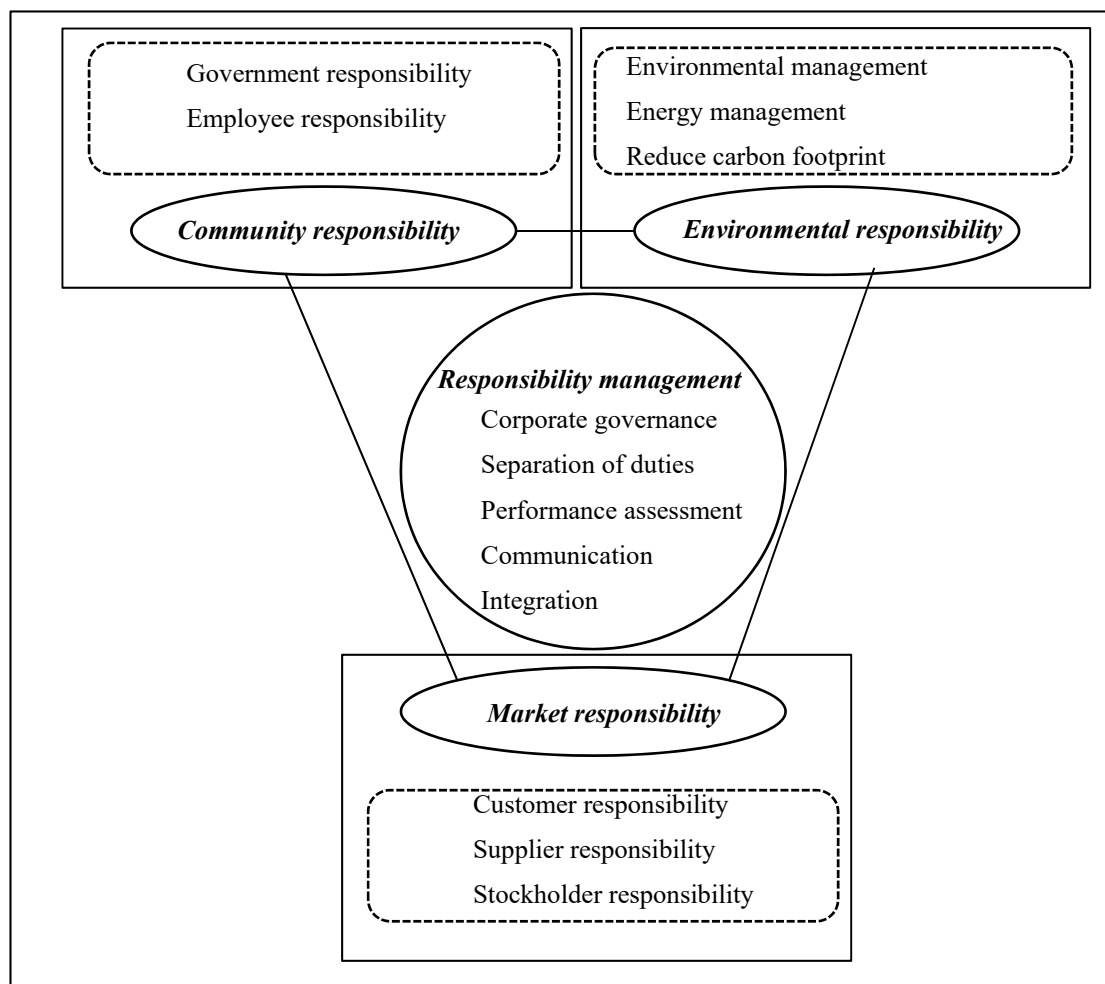 Government responsibility
Employee responsibility
Community responsibility
Environmental management
Energy management
Reduce carbon footprint
Environmental responsibility
Responsibility management
Corporate governance
Separation of duties
Performance assessment
Communication
Integration
Market responsibility
Customer responsibility
Supplier responsibility
Stockholder responsibility